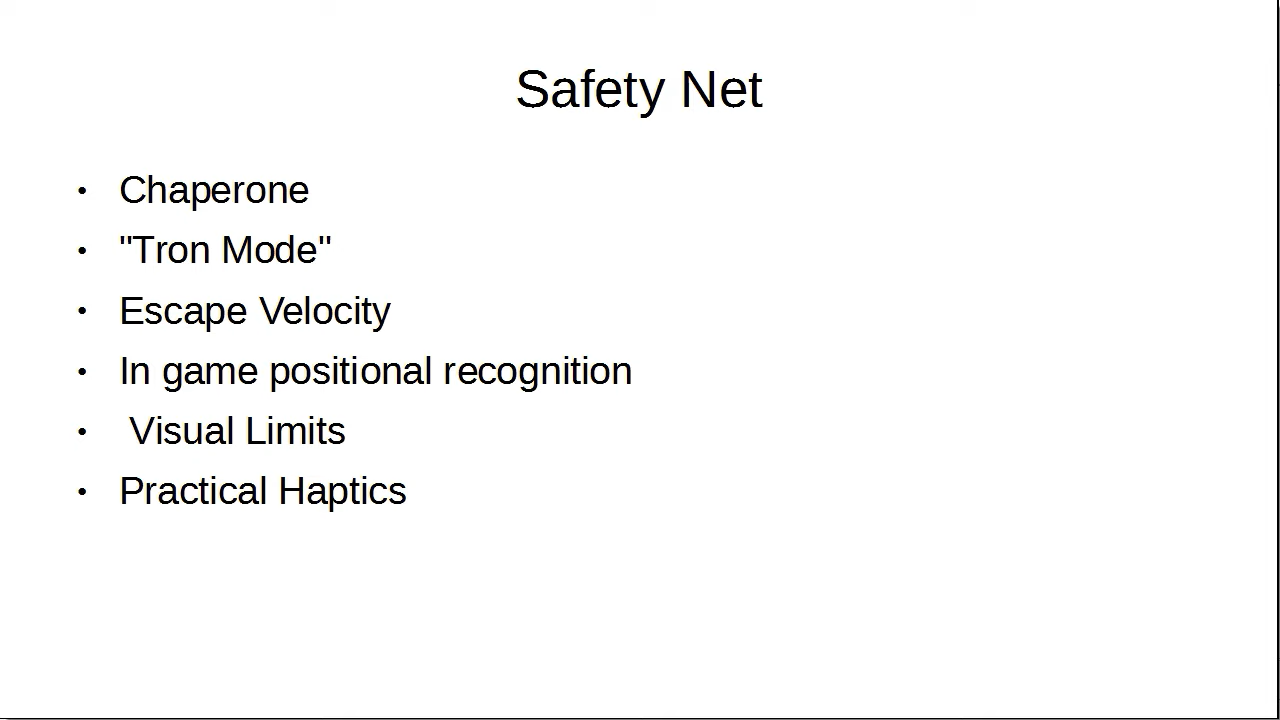 Safety Net
• Chaperone
• "Tron Mode"
• Escape Velocity
• In game positional recognition
• Visual Limits
• Practical Haptics